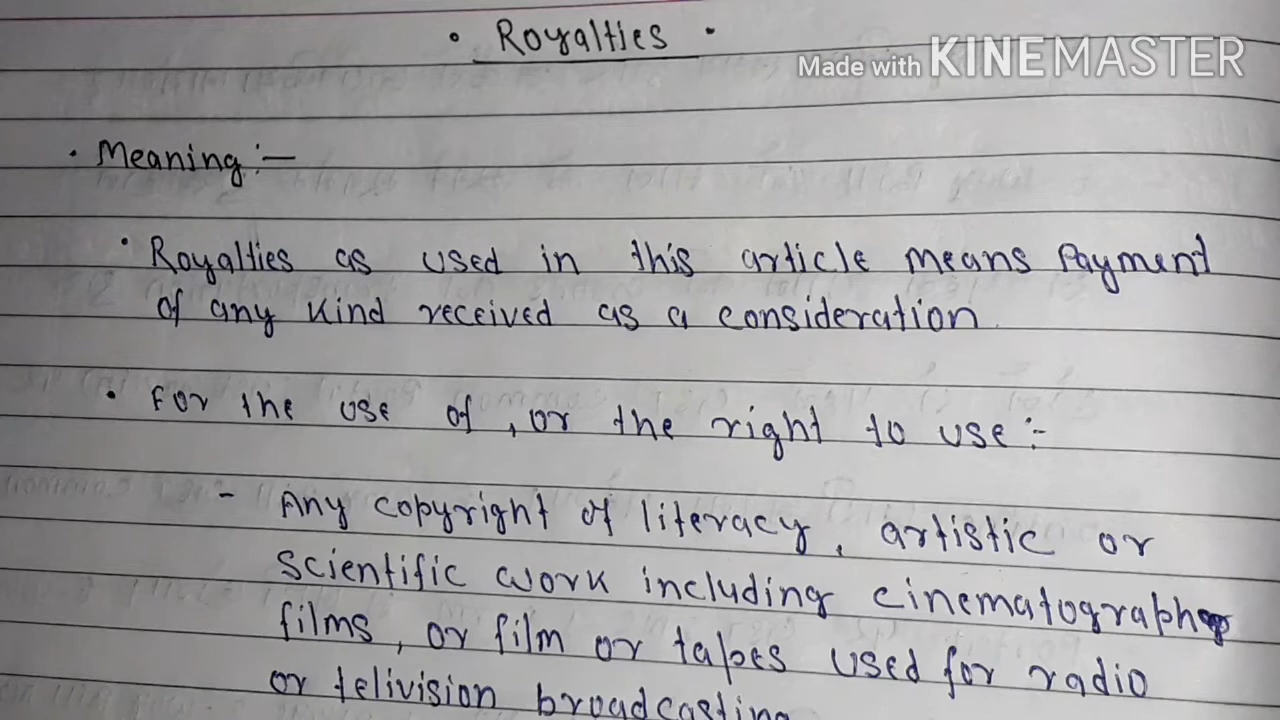 • Royalties •
Made with KINEMASTER
• Meaning :—
• Royalties as used in this article means Payment
of any kind received as a consideration
• For the use of, or the right to use :-
- Any copyright of literacy, artistic or
scientific work including cinematograph
films, or film or tapes used for radio
or telivision broadcasting